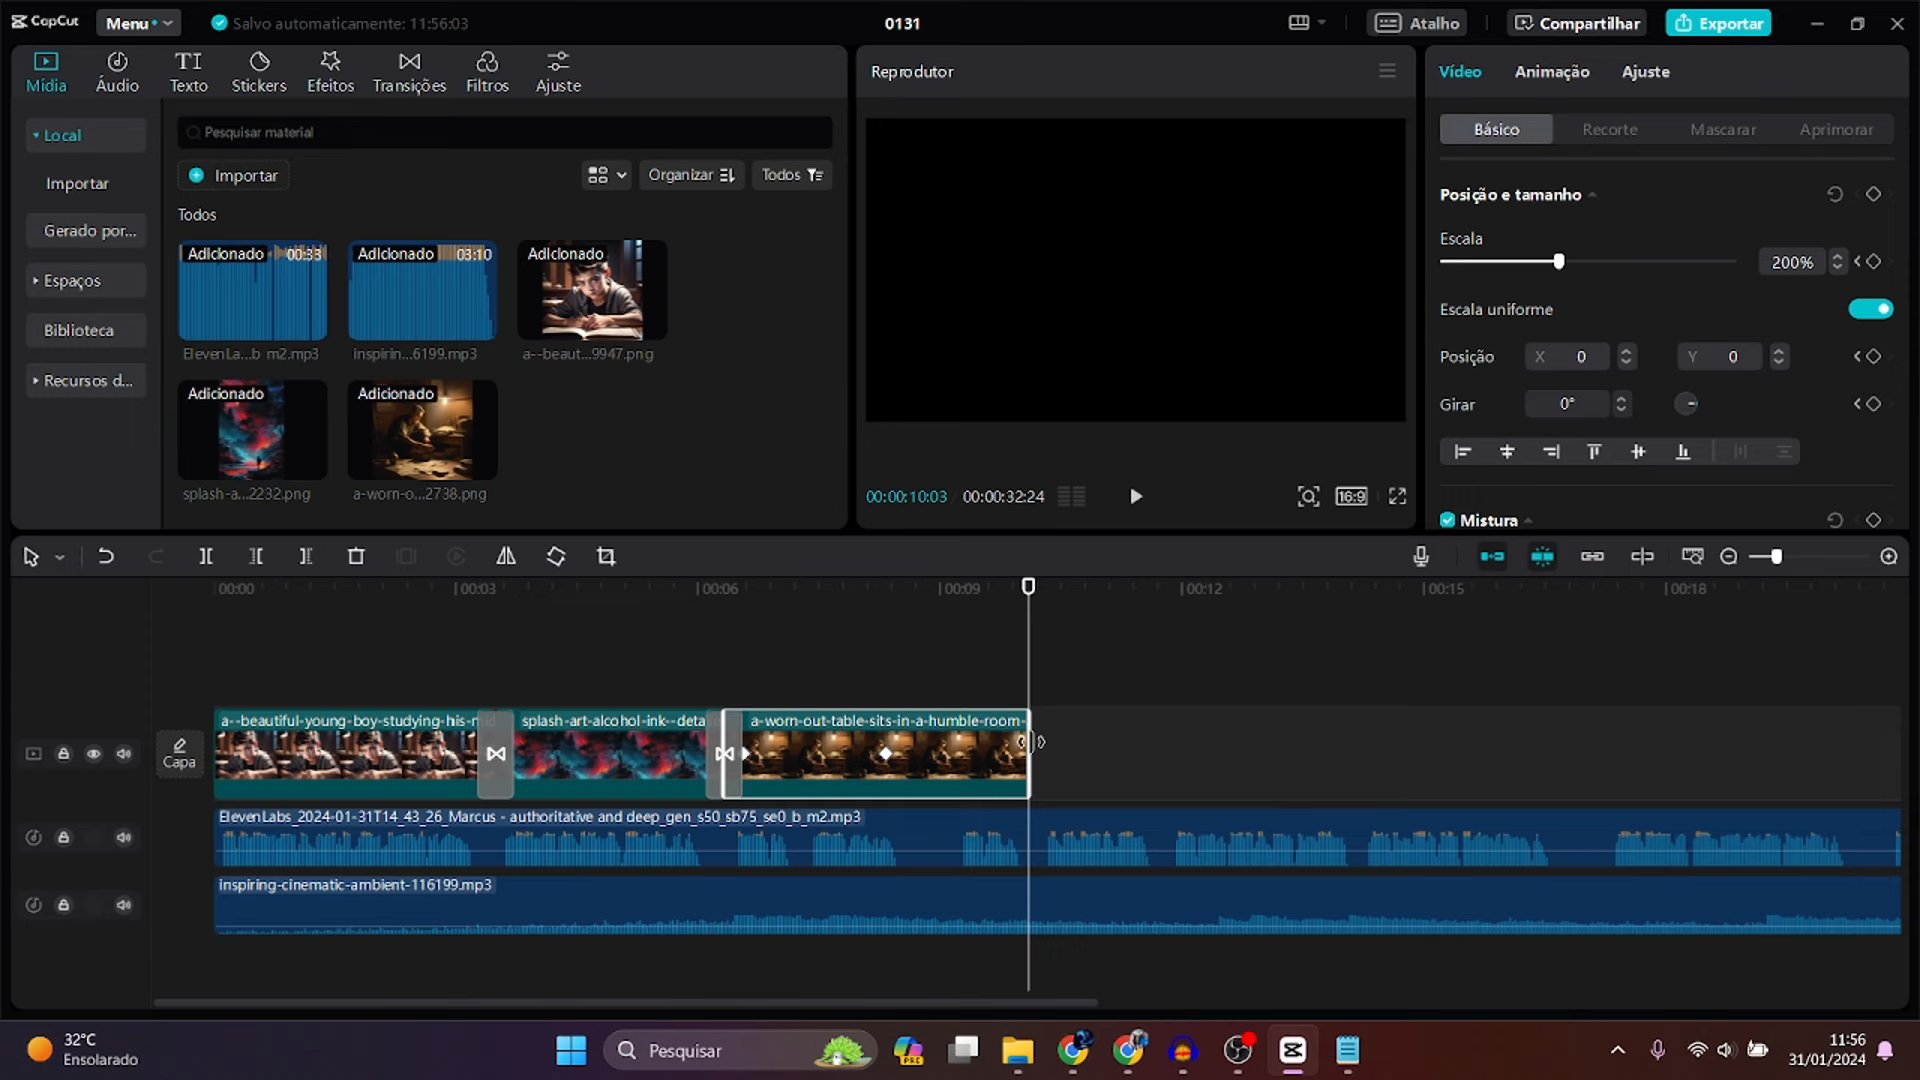 CapCut
Menu
Salvo automaticamente: 11:56:03
0131
Atalho
Compartilhar
Exportar
Mídia
Áudio
Texto
Stickers
Efeitos
Transições
Filtros
Ajuste
Reprodutor
Vídeo
Animação
Ajuste
Local
Pesquisar material
Básico
Recorte
Mascarar
Aprimorar
Importar
Importar
Organizar
Todos
Posição e tamanho
Todos
Gerado por...
Escala
200%
Adicionado
00:33
Adicionado
03:10
Adicionado
Espaços
Escala uniforme
Biblioteca
ElevenLa...b m2.mp3
inspirin...6199.mp3
a--beaut...9947.png
Posição
X 0
Y 0
Recursos d...
Adicionado
Adicionado
Girar
0°
splash-a...2232.png
a-worn-o...2738.png
00:00:10:03
00:00:32:24
16:9
Mistura
00:00
00:03
00:06
00:09
00:12
00:15
00:18
a--beautiful-young-boy-studying-his-mid
splash-art-alcohol-ink--deta
a-worn-out-table-sits-in-a-humble-room-
Capa
ElevenLabs_2024-01-31T14_43_26_Marcus - authoritative and deep_gen_s50_sb75_se0_b_m2.mp3
inspiring-cinematic-ambient-116199.mp3
32°C
Ensolarado
Pesquisar
PRE
11:56
31/01/2024